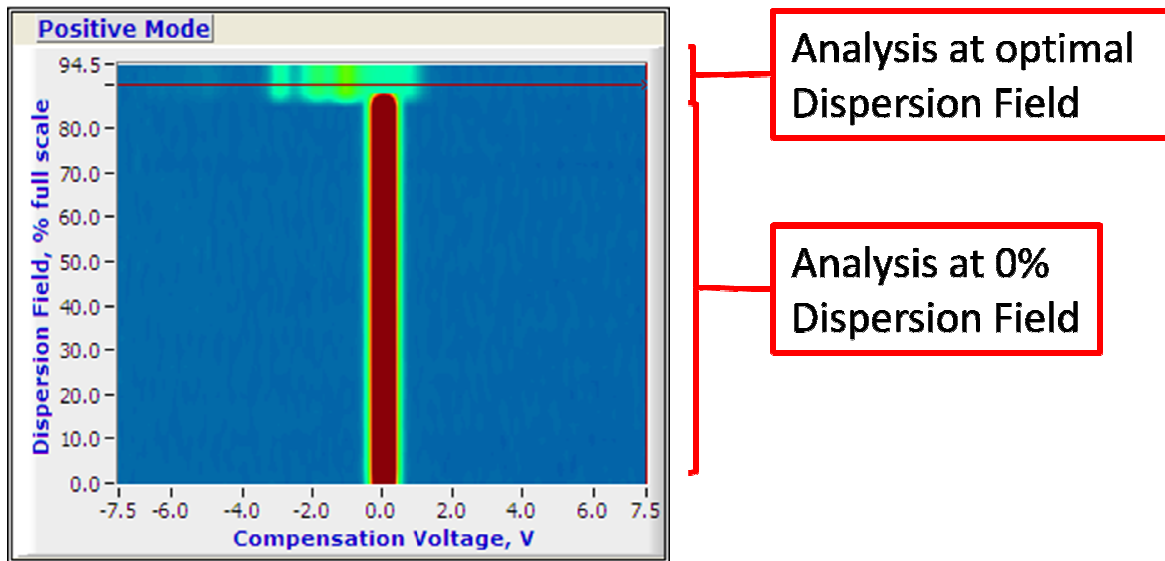 Positive Mode
Dispersion Field, % full scale
94.5
80.0
70.0
60.0
50.0
40.0
30.0
20.0
10.0
0.0
-7.5 -6.0 -4.0 -2.0 0.0 2.0 4.0 6.0 7.5
Compensation Voltage, V
Analysis at optimal
Dispersion Field
Analysis at 0%
Dispersion Field